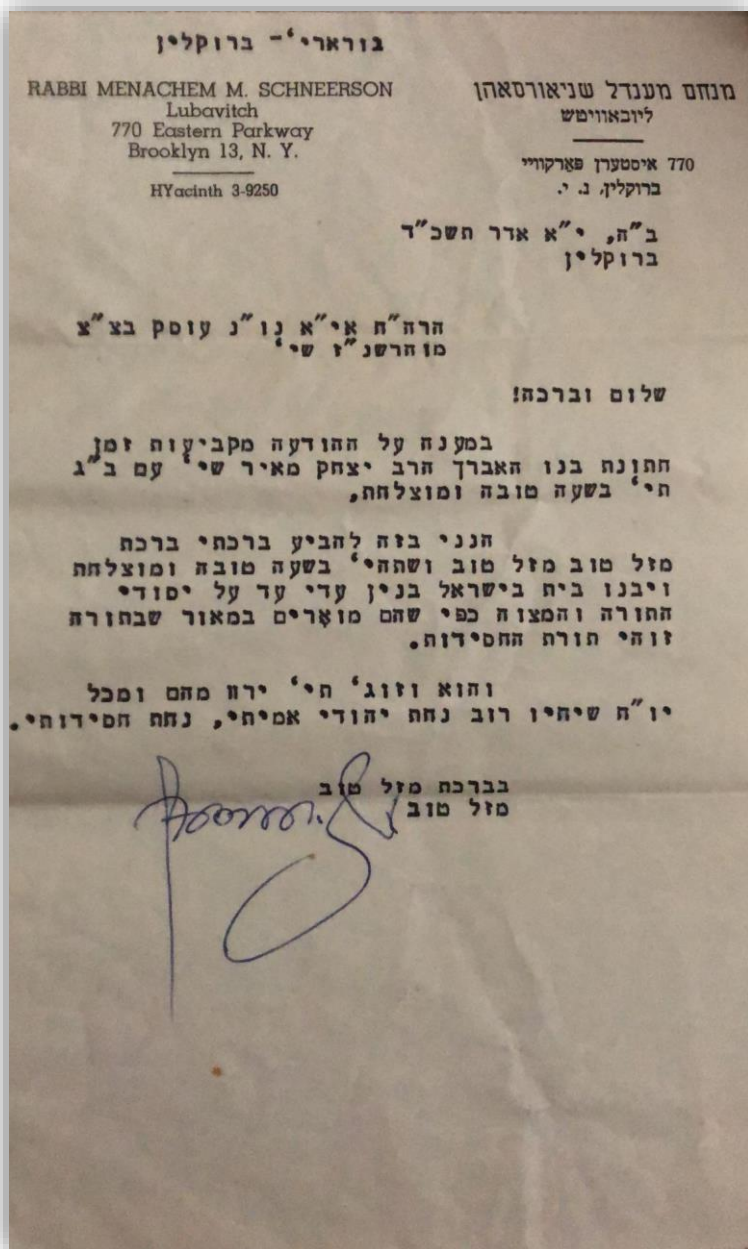 גורארי'- ברוקלין
RABBI MENACHEM M. SCHNEERSON
Lubavitch
770 Eastern Parkway
Brooklyn 13, N. Y.
HYacinth 3-9250
מנחם מענדל שניאורסאהן
ליובאוויטש
770 איסטערן פּאַרקוויי
ברוקלין, נ. י.
ב"ה, י"א אדר תשכ"ד
ברוקלין
הרה"ח אי"א נו"נ עוסק בצ"צ
מוהרשנ"ז שי'
שלום וברכה!
במענה על ההודעה מקביעות זמן
חתונת בנו האברך הרב יצחק מאיר שי' עם ב"ג
תי' בשעה טובה ומוצלחת,
הנני בזה להביע ברכתי ברכת
מזל טוב מזל טוב ושתהי' בשעה טובה ומוצלחת
ויבנו בית בישראל בנין עדי עד על יסודי
התורה והמצוה כפי שהם מוארים במאור שבתורה
זוהי תורת החסידות.
והוא וזוג' תי' ירוו מהם ומכל
יו"ח שיחיו רוב נחת יהודי אמיתי, נחת חסידותי.
בברכת מזל טוב
מזל טוב